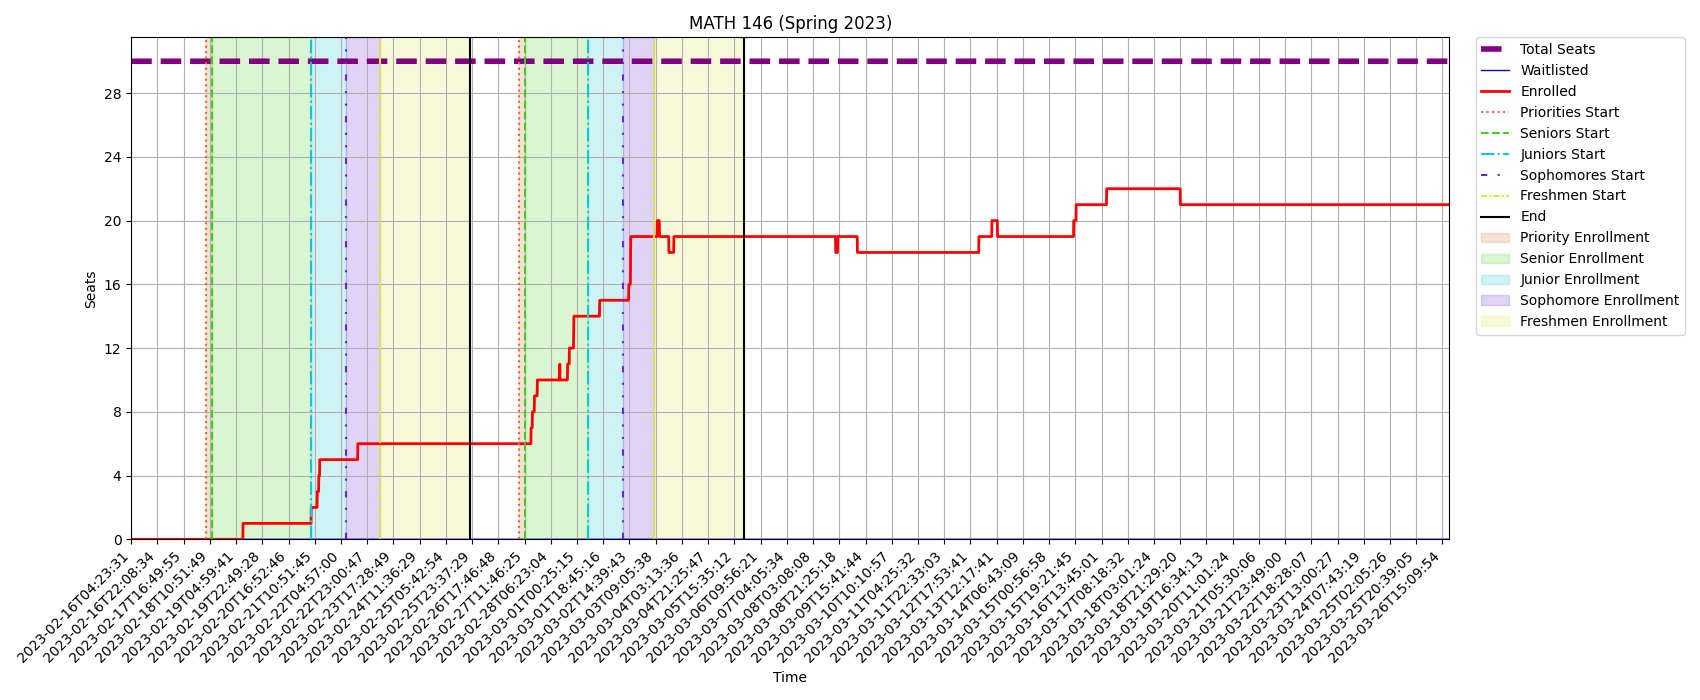 MATH 146 (Spring 2023)
Total Seats
Waitlisted
Enrolled
Priorities Start
Seniors Start
Juniors Start
Sophomores Start
Freshmen Start
End
Priority Enrollment
Senior Enrollment
Junior Enrollment
Sophomore Enrollment
Freshmen Enrollment
Seats
28
24
20
16
12
8
4
0
2023-02-16T04:23:31
2023-02-16T22:08:34
2023-02-17T16:49:55
2023-02-18T10:51:49
2023-02-19T04:59:41
2023-02-19T22:49:28
2023-02-20T16:52:46
2023-02-21T10:51:45
2023-02-22T04:57:00
2023-02-22T23:00:47
2023-02-23T17:28:49
2023-02-24T11:36:29
2023-02-25T05:42:54
2023-02-25T23:37:29
2023-02-26T17:46:48
2023-02-27T11:46:25
2023-02-28T06:23:04
2023-03-01T00:25:15
2023-03-01T18:45:16
2023-03-02T14:39:43
2023-03-03T09:05:38
2023-03-04T03:13:36
2023-03-04T21:25:47
2023-03-05T15:35:12
2023-03-06T09:56:21
2023-03-07T04:05:34
2023-03-08T03:08:08
2023-03-08T21:25:18
2023-03-09T15:41:44
2023-03-10T10:10:57
2023-03-11T04:25:32
2023-03-11T22:33:03
2023-03-12T17:53:41
2023-03-13T12:17:41
2023-03-14T06:43:09
2023-03-15T00:56:58
2023-03-15T19:21:45
2023-03-16T13:45:01
2023-03-17T08:18:32
2023-03-18T03:01:24
2023-03-18T21:29:20
2023-03-19T16:34:13
2023-03-20T11:01:24
2023-03-21T05:30:06
2023-03-21T23:49:00
2023-03-22T18:28:07
2023-03-23T13:00:27
2023-03-24T07:43:19
2023-03-25T02:05:26
2023-03-25T20:39:05
2023-03-26T15:09:54
Time